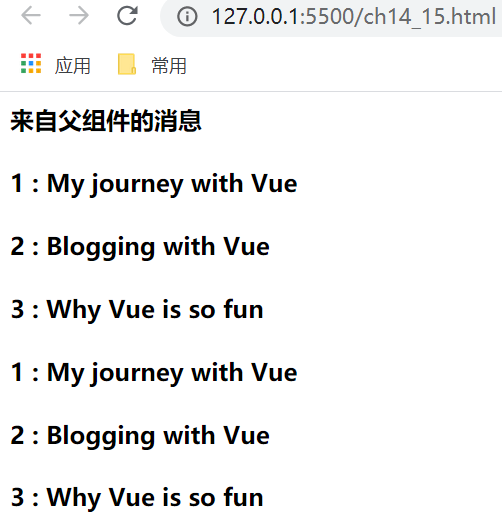 127.0.0.1:5500/ch14_15.html
应用 常用
来自父组件的消息
1 : My journey with Vue
2 : Blogging with Vue
3 : Why Vue is so fun
1 : My journey with Vue
2 : Blogging with Vue
3 : Why Vue is so fun